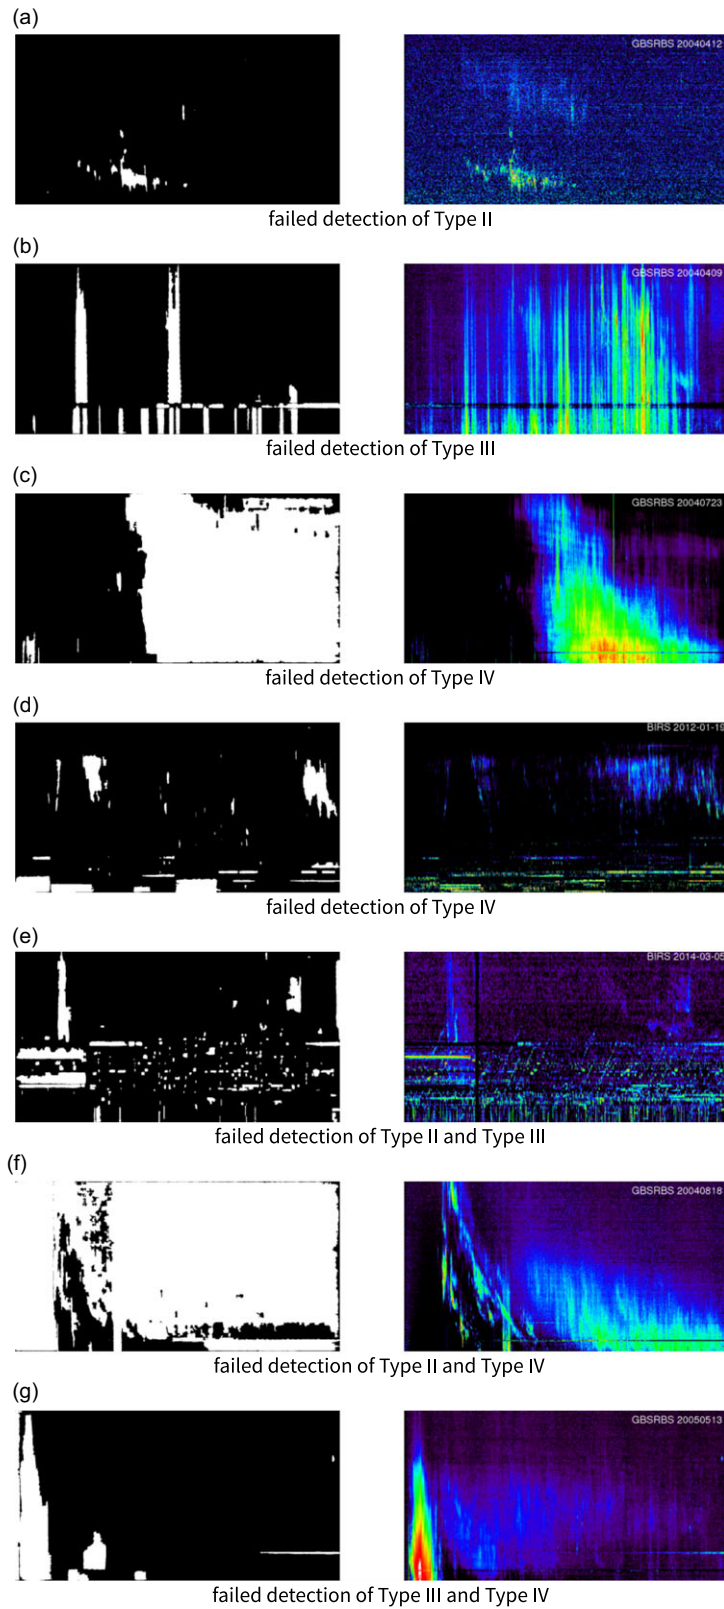 (a)
GBSRBS 20040412
failed detection of Type II
(b)
GBSRBS 20040409
failed detection of Type III
(c)
GBSRBS 20040723
failed detection of Type IV
(d)
BIRS 2012-01-19
failed detection of Type IV
(e)
BIRS 2014-03-05
failed detection of Type II and Type III
(f)
GBSRBS 20040818
failed detection of Type II and Type IV
(g)
GBSRBS 20050513
failed detection of Type III and Type IV